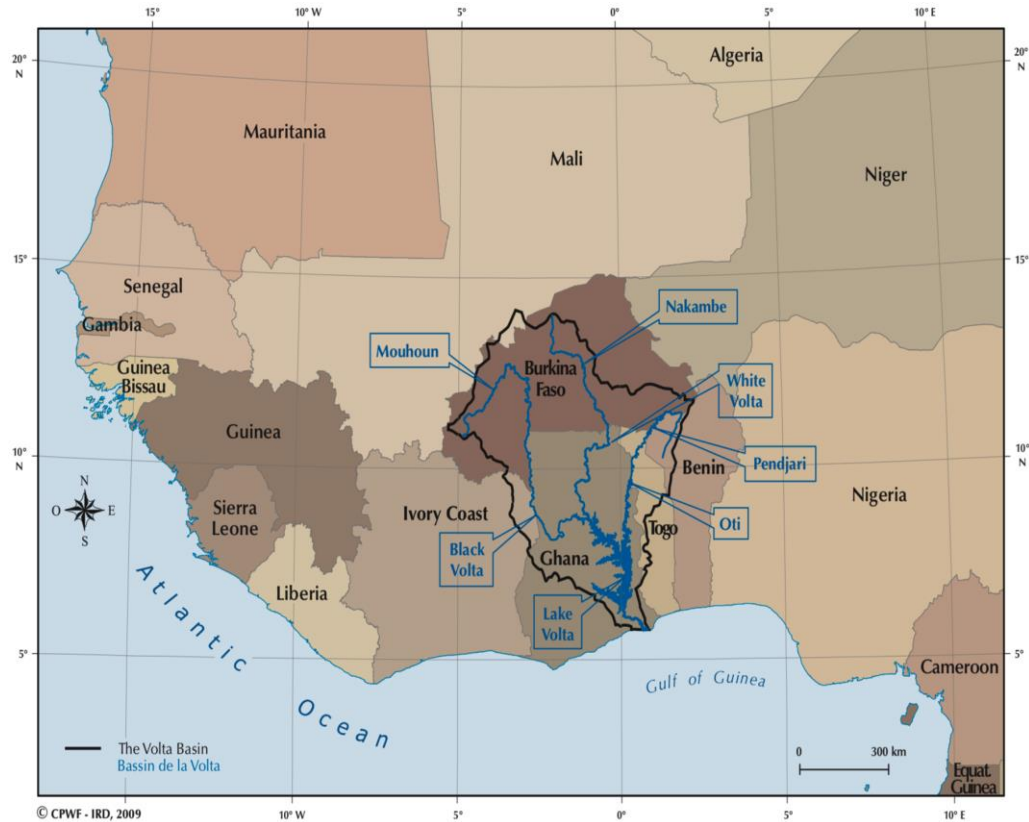 15°
10° W
5°
0°
5°
10° E
20°
N
20°
N
Algeria
Mauritania
Mali
Niger
15°
15°
Senegal
Gambia
Nakambe
Mouhoun
Guinea
Bissau
Burkina
Faso
White
Volta
Guinea
10°
N
10°
N
Benin
Pendjari
N
O E
S
Sierra
Leone
Ivory Coast
Nigeria
Togo
Oti
Black
Volta
Ghana
Liberia
Lake
Volta
Atlantic
Ocean
5°
5°
Cameroon
Gulf of Guinea
The Volta Basin
Bassin de la Volta
0 300 km
Equat.
Guinea
© CPWF - IRD, 2009
15°
10° W
5°
0°
5°
10° E